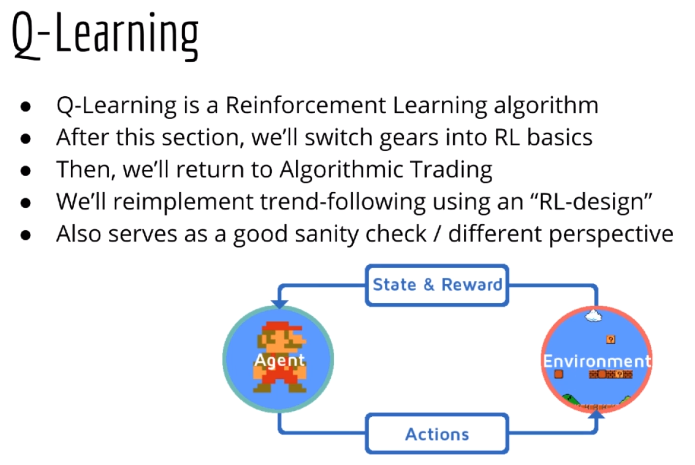 Q-Learning
● Q-Learning is a Reinforcement Learning algorithm
● After this section, we’ll switch gears into RL basics
● Then, we’ll return to Algorithmic Trading
● We’ll reimplement trend-following using an “RL-design”
● Also serves as a good sanity check / different perspective
State & Reward
Agent
Environment
?
?
Actions